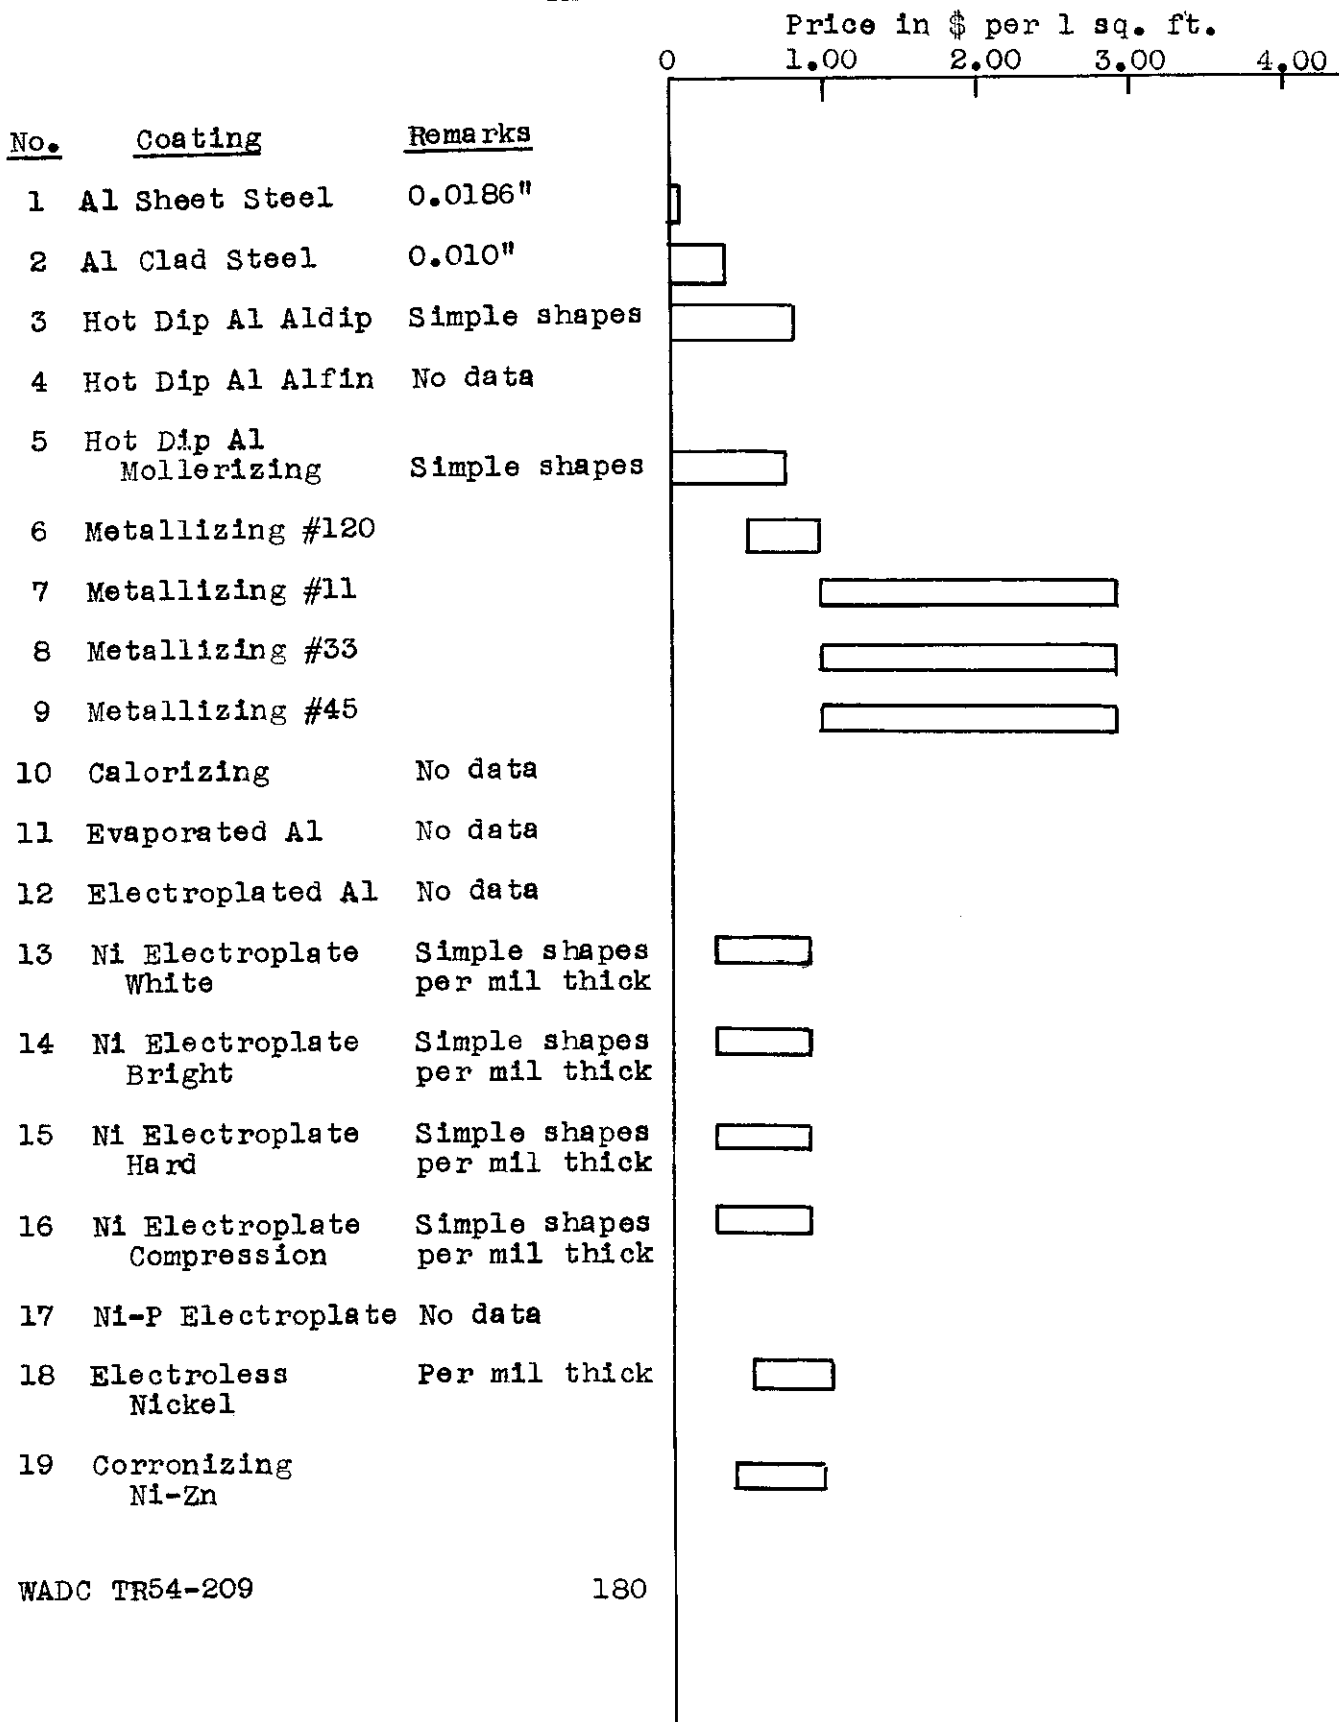 Price in $ per 1 sq. ft.
0 1.00 2.00 3.00 4.00
No. Coating Remarks
1 Al Sheet Steel 0.0186"
2 Al Clad Steel 0.010"
3 Hot Dip Al Aldip Simple shapes
4 Hot Dip Al Alfin No data
5 Hot Dip Al
Mollerizing Simple shapes
6 Metallizing #120
7 Metallizing #11
8 Metallizing #33
9 Metallizing #45
10 Calorizing No data
11 Evaporated Al No data
12 Electroplated Al No data
13 Ni Electroplate Simple shapes
White per mil thick
14 Ni Electroplate Simple shapes
Bright per mil thick
15 Ni Electroplate Simple shapes
Hard per mil thick
16 Ni Electroplate Simple shapes
Compression per mil thick
17 Ni-P Electroplate No data
18 Electroless Per mil thick
Nickel
19 Corronizing
Ni-Zn
WADC TR54-209 180